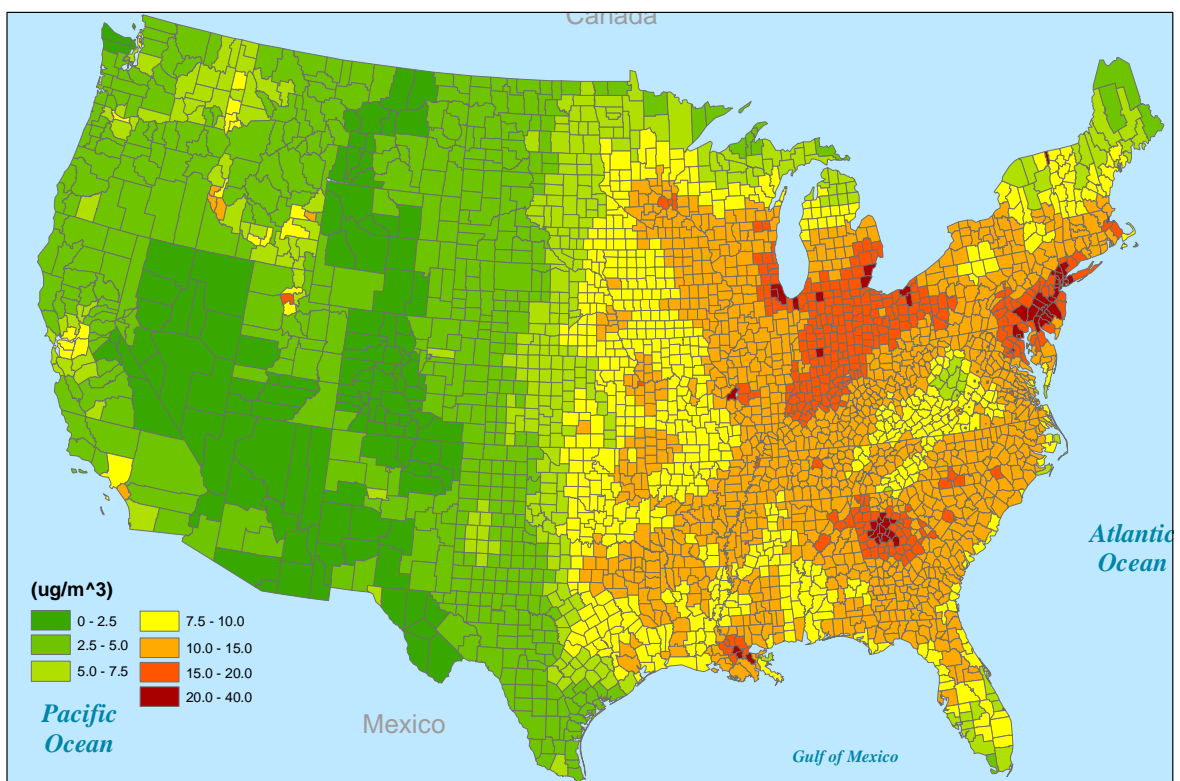 Canada
Atlantic
Ocean
(ug/m^3)
0 - 2.5
2.5 - 5.0
5.0 - 7.5
7.5 - 10.0
10.0 - 15.0
15.0 - 20.0
20.0 - 40.0
Pacific
Ocean
Mexico
Gulf of Mexico